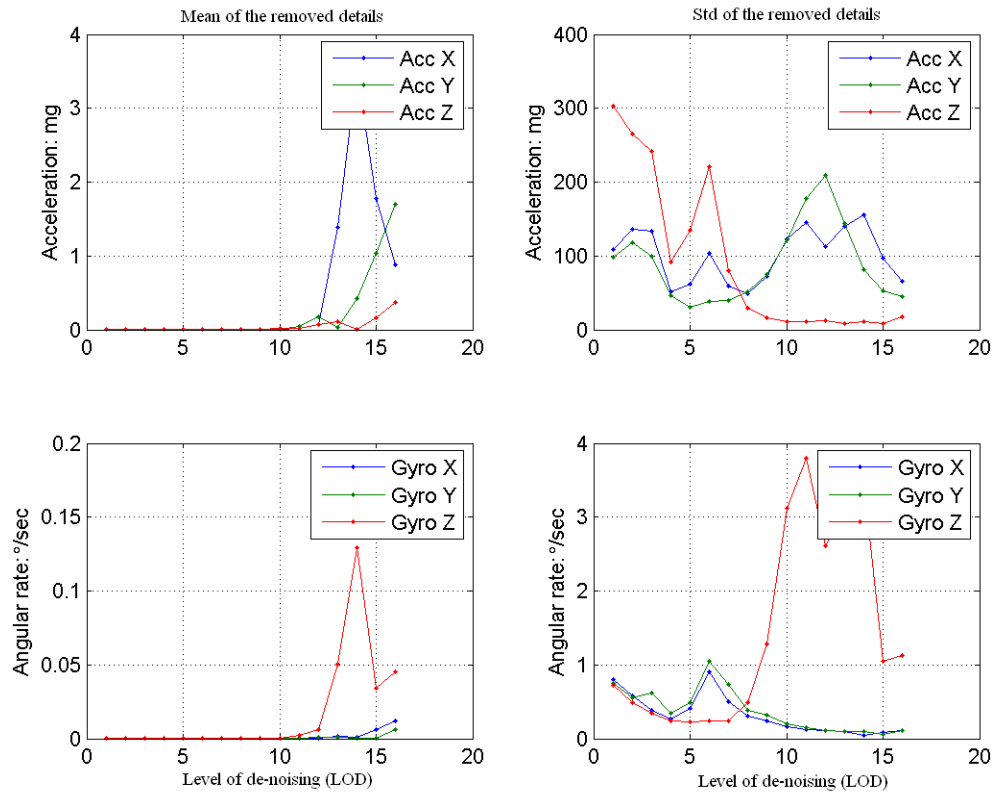 Mean of the removed details
Acceleration: mg
4
3
2
1
0
0
5
10
15
20
Acc X
Acc Y
Acc Z
Std of the removed details
Acceleration: mg
400
300
200
100
0
0
5
10
15
20
Acc X
Acc Y
Acc Z
Angular rate: °/sec
0.2
0.15
0.1
0.05
0
0
5
10
15
20
Gyro X
Gyro Y
Gyro Z
Level of de-noising (LOD)
Angular rate: °/sec
4
3
2
1
0
0
5
10
15
20
Gyro X
Gyro Y
Gyro Z
Level of de-noising (LOD)